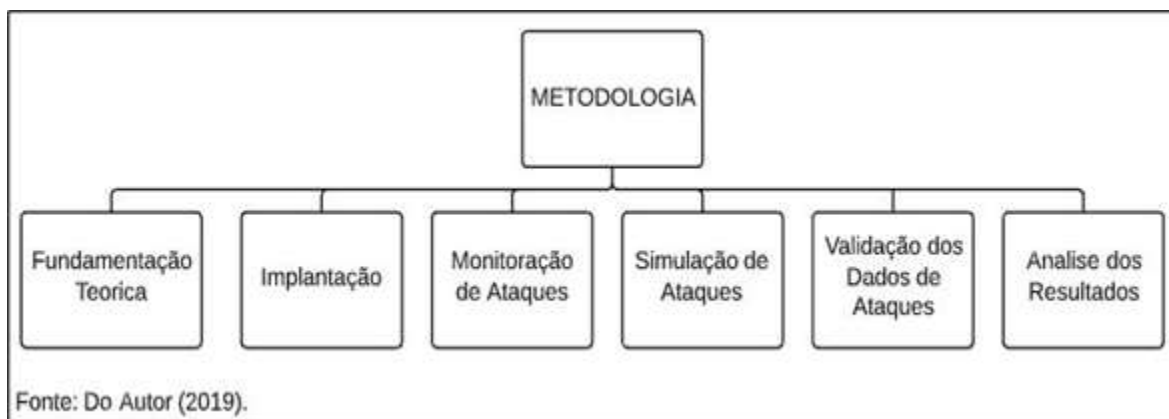 METODOLOGIA
Fundamentação
Teorica
Implantação
Monitoração
de Ataques
Simulação de
Ataques
Validação dos
Dados de
Ataques
Analise dos
Resultados
Fonte: Do Autor (2019).